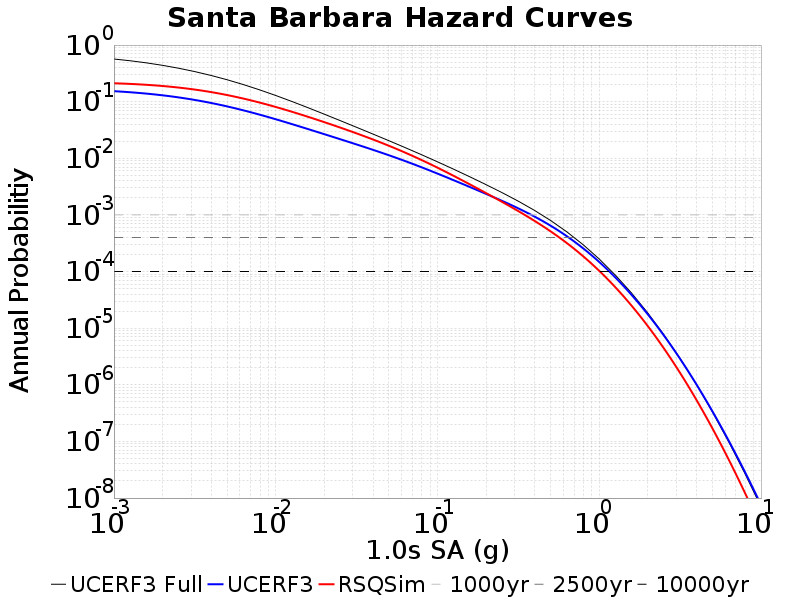 Santa Barbara Hazard Curves
Annual Probabilitiy
10^0
10^-1
10^-2
10^-3
10^-4
10^-5
10^-6
10^-7
10^-8
10^-3 10^-2 10^-1 10^0 10^1
1.0s SA (g)
UCERF3 Full UCERF3 RSQSim 1000yr 2500yr 10000yr